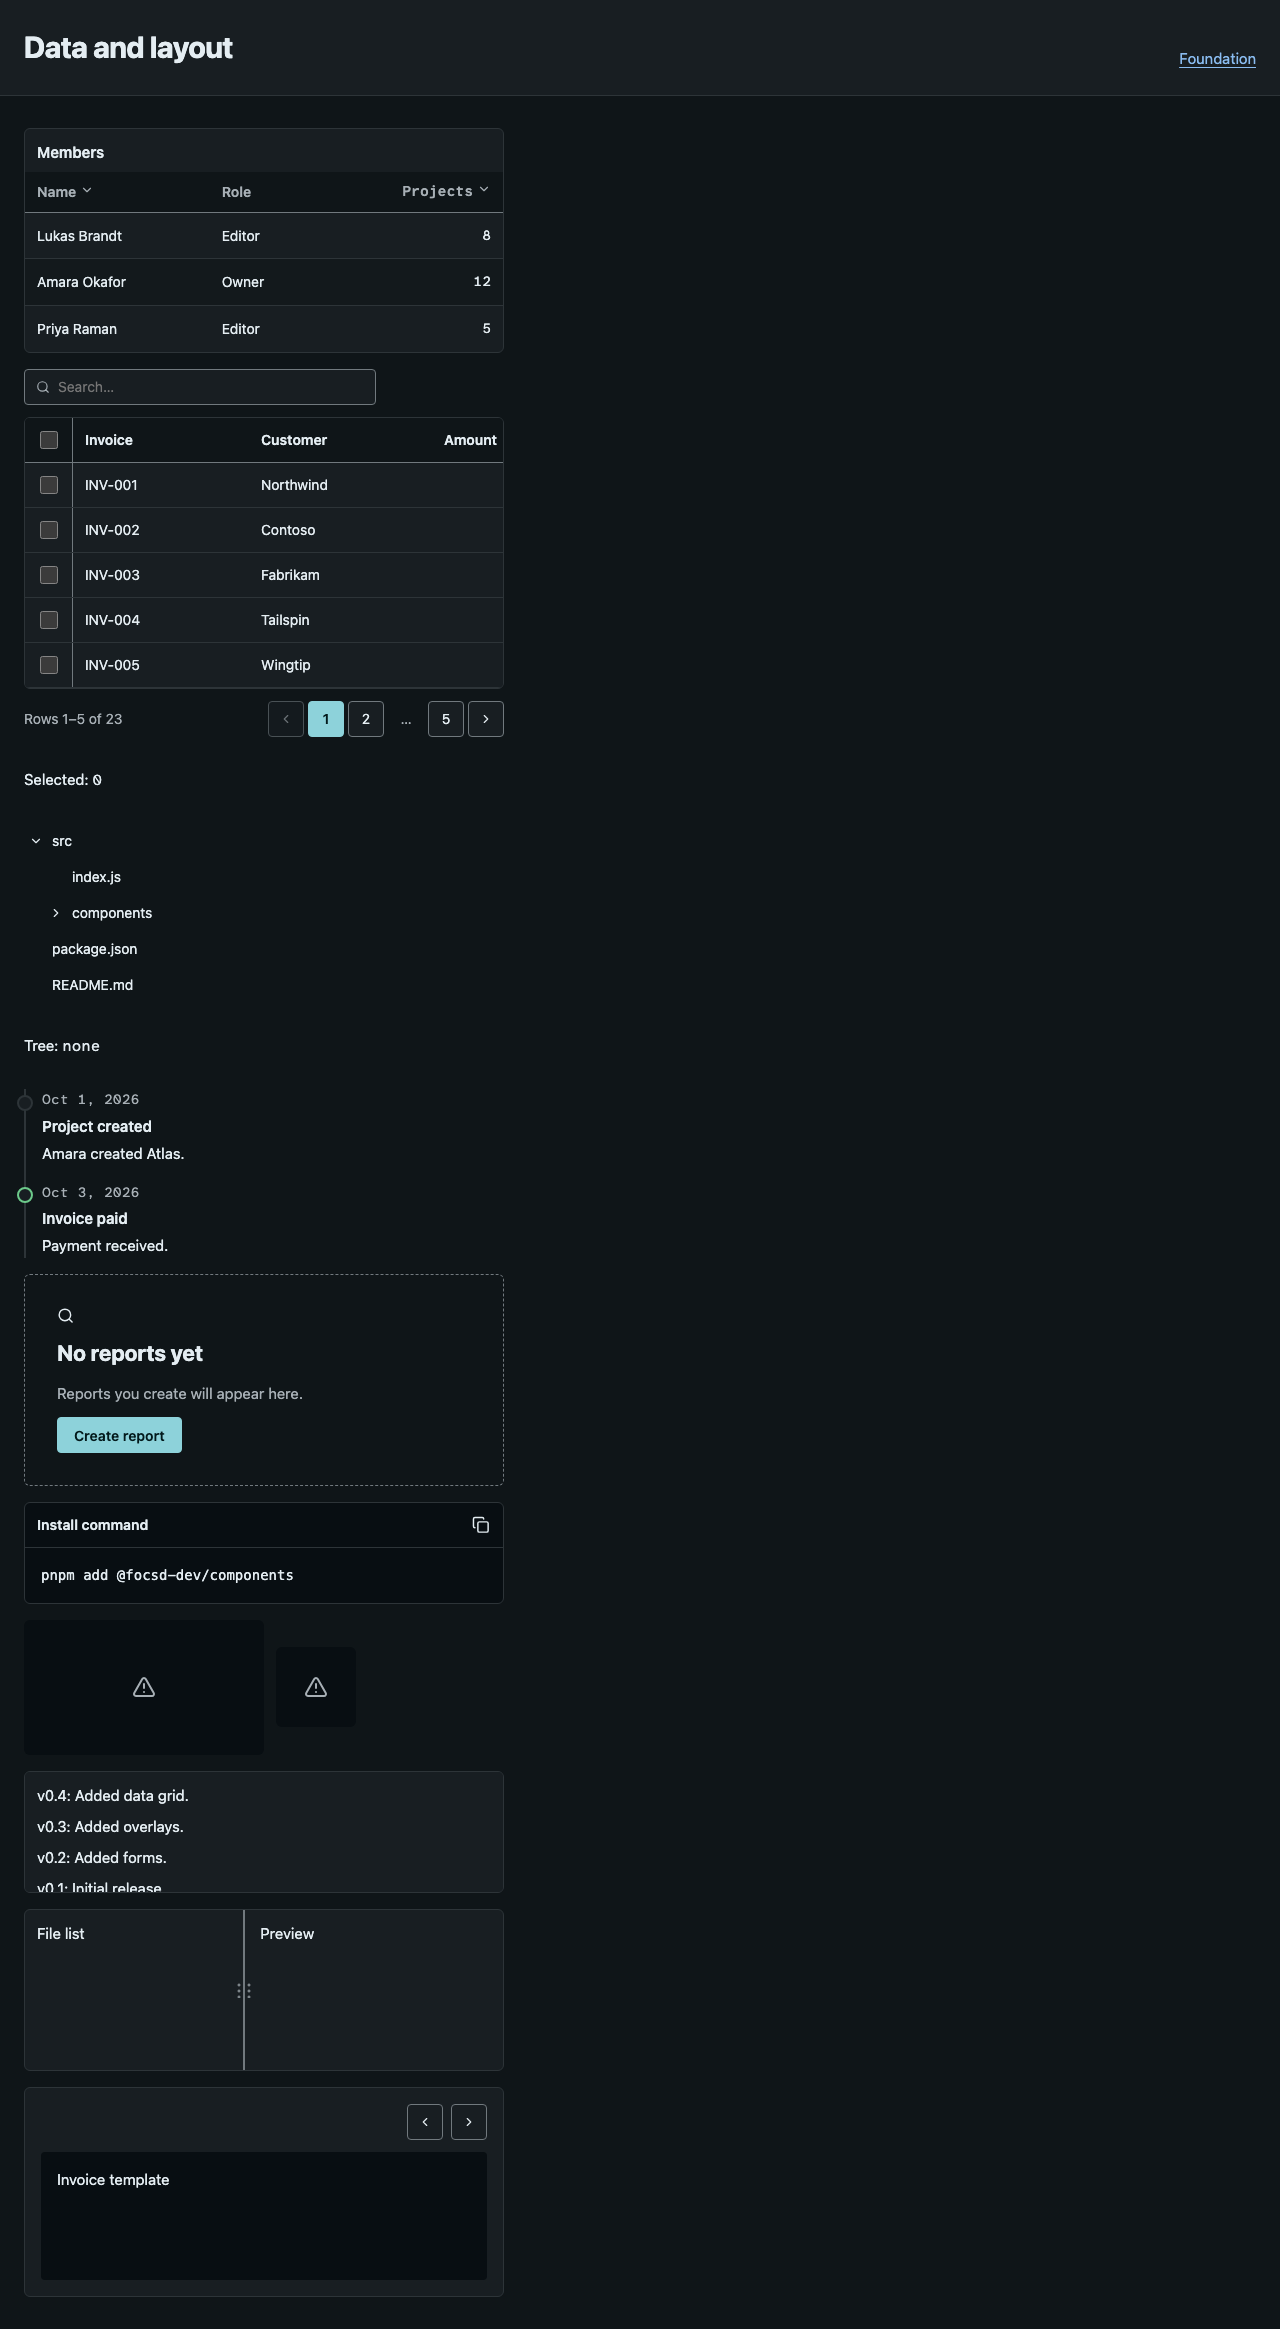 Data and layout
Foundation
Members
Name Role Projects
Lukas Brandt Editor 8
Amara Okafor Owner 12
Priya Raman Editor 5
Search...
Invoice Customer Amount
INV-001 Northwind
INV-002 Contoso
INV-003 Fabrikam
INV-004 Tailspin
INV-005 Wingtip
Rows 1–5 of 23 1 2 ... 5
Selected: 0
src
index.js
components
package.json
README.md
Tree: none
Oct 1, 2026
Project created
Amara created Atlas.
Oct 3, 2026
Invoice paid
Payment received.
No reports yet
Reports you create will appear here.
Create report
Install command
pnpm add @focsd-dev/components
v0.4: Added data grid.
v0.3: Added overlays.
v0.2: Added forms.
v0.1: Initial release
File list Preview
Invoice template